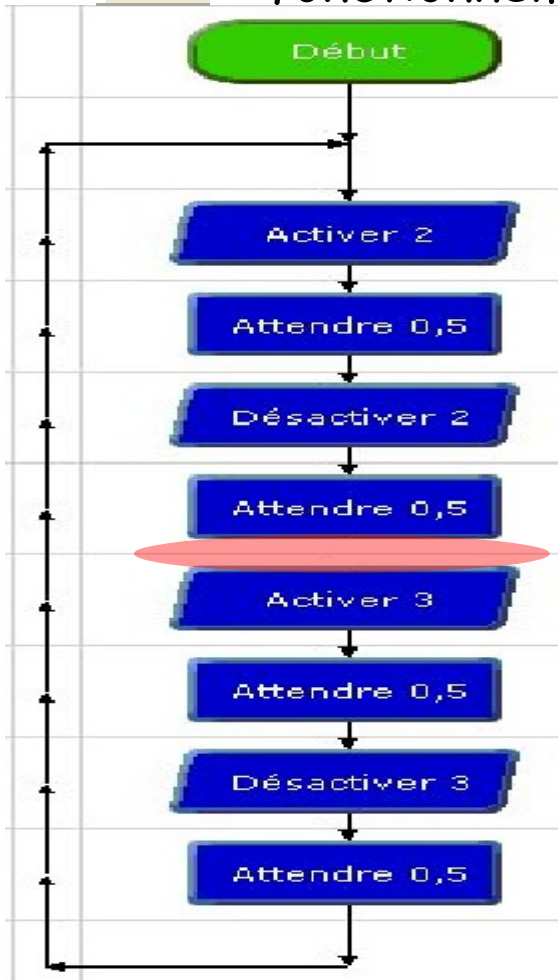 Début
Activer 2
Attendre 0,5
Désactiver 2
Attendre 0,5
Activer 3
Attendre 0,5
Désactiver 3
Attendre 0,5